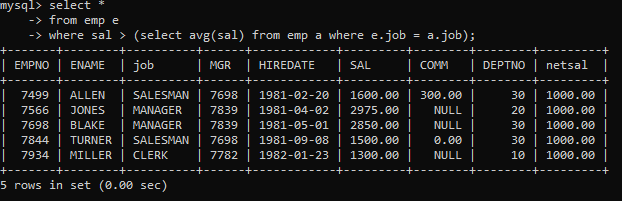 mysql> select *
    -> from emp e
    -> where sal > (select avg(sal) from emp a where e.job = a.job);
+-------+--------+----------+------+------------+---------+--------+--------+---------+
| EMPNO | ENAME  | job      | MGR  | HIREDATE   | SAL     | COMM   | DEPTNO | netsal  |
+-------+--------+----------+------+------------+---------+--------+--------+---------+
|  7499 | ALLEN  | SALESMAN | 7698 | 1981-02-20 | 1600.00 | 300.00 |     30 | 1000.00 |
|  7566 | JONES  | MANAGER  | 7839 | 1981-04-02 | 2975.00 |   NULL |     20 | 1000.00 |
|  7698 | BLAKE  | MANAGER  | 7839 | 1981-05-01 | 2850.00 |   NULL |     30 | 1000.00 |
|  7844 | TURNER | SALESMAN | 7698 | 1981-09-08 | 1500.00 |   0.00 |     30 | 1000.00 |
|  7934 | MILLER | CLERK    | 7782 | 1982-01-23 | 1300.00 |   NULL |     10 | 1000.00 |
+-------+--------+----------+------+------------+---------+--------+--------+---------+
5 rows in set (0.00 sec)